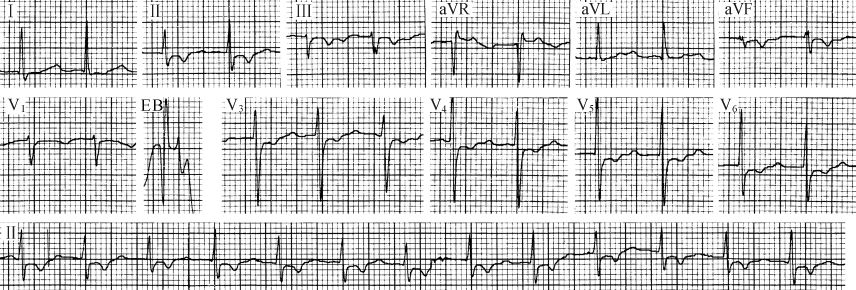 I II III aVR aVL aVF
V₁ EB V₃ V₄ V₅ V₆
II